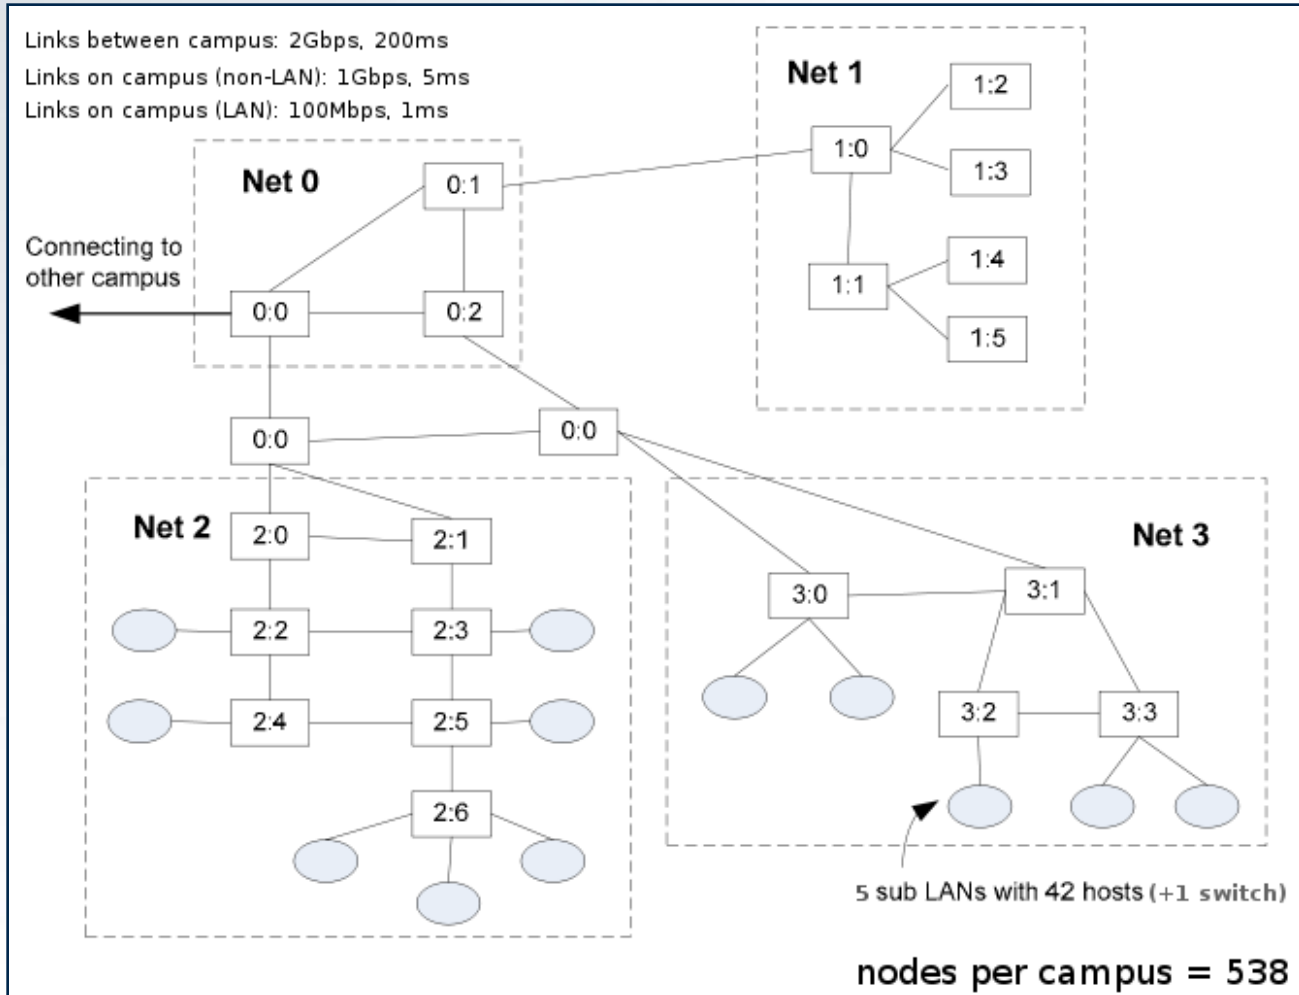 Links between campus: 2Gbps, 200ms
Links on campus (non-LAN): 1Gbps, 5ms
Links on campus (LAN): 100Mbps, 1ms
Net 0
0:1
Connecting to
other campus
0:0
0:2
Net 1
1:2
1:0
1:3
1:4
1:1
1:5
0:0
0:0
Net 2
2:0
2:1
2:2
2:3
2:4
2:5
2:6
Net 3
3:0
3:1
3:2
3:3
5 sub LANs with 42 hosts (+1 switch)
nodes per campus = 538